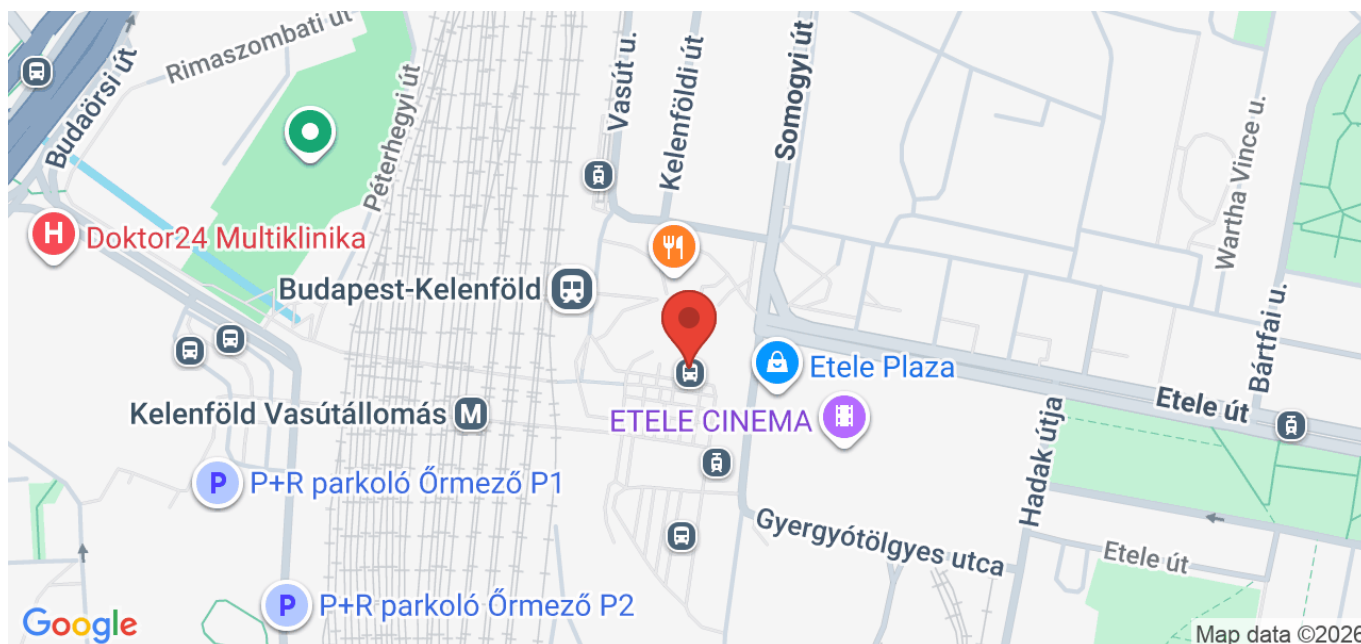 Rimaszombati út
Budaörsi út
Péterhegyi út
Vasút u.
Kelenföldi út
Somogyi út
Wartha Vince u.
Bártfai u.
H
Doktor24 Multiklinika
Budapest-Kelenföld
Etele Plaza
Kelenföld Vasútállomás M
ETELE CINEMA
Etele út
Hadak útja
P P+R parkoló Őrmező P1
Gyergyótölgyes utca
Etele út
P P+R parkoló Őrmező P2
Google
Map data ©2026